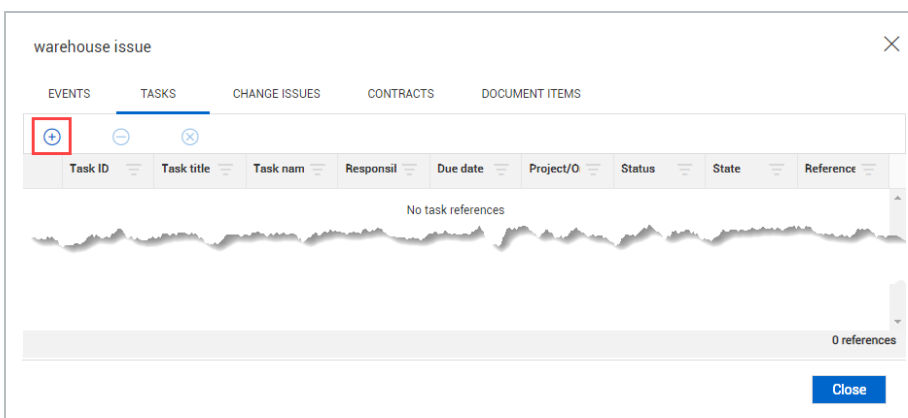 warehouse issue
EVENTS TASKS CHANGE ISSUES CONTRACTS DOCUMENT ITEMS
Task ID Task title Task nam Responsil Due date Project/O Status State Reference
No task references
0 references
Close